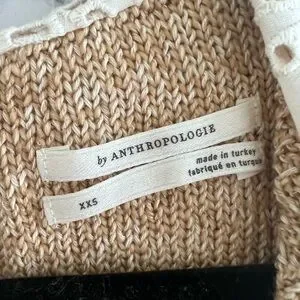 by ANTHROPOLOGIE
made in turkey
fabriqué en turquie
XXS